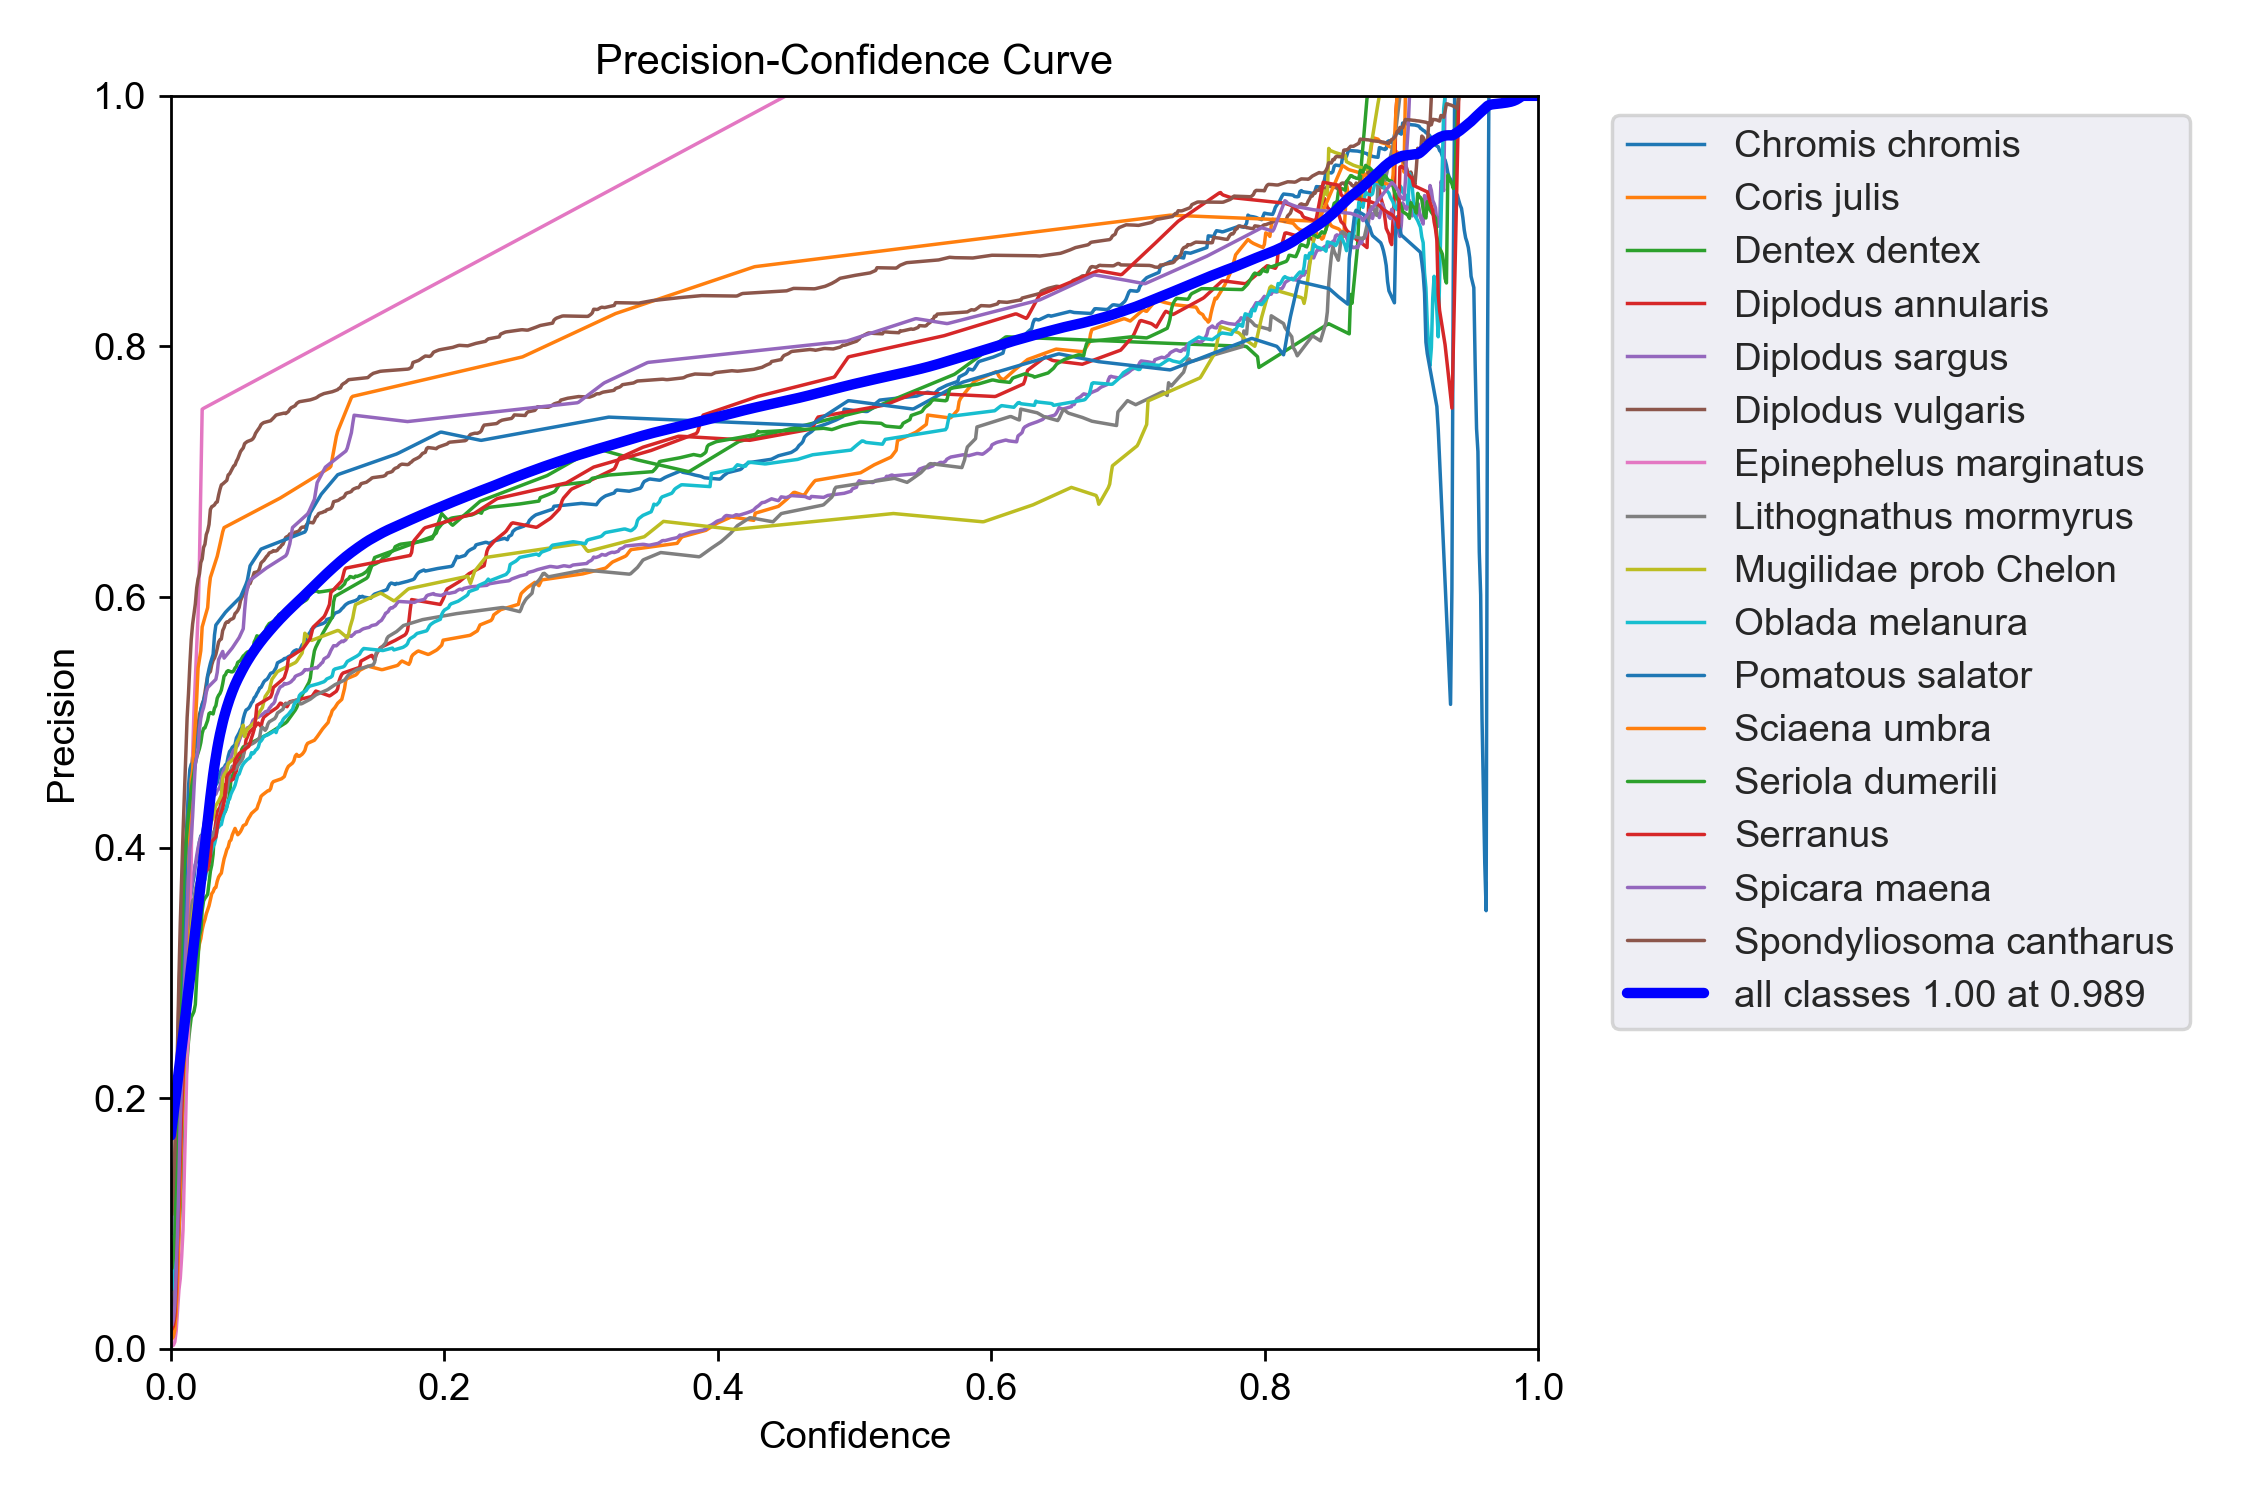 Precision-Confidence Curve
1.0
0.8
0.6
0.4
0.2
0.0
Precision
0.0 0.2 0.4 0.6 0.8 1.0
Confidence
Chromis chromis
Coris julis
Dentex dentex
Diplodus annularis
Diplodus sargus
Diplodus vulgaris
Epinephelus marginatus
Lithognathus mormyrus
Mugilidae prob Chelon
Oblada melanura
Pomatous salator
Sciaena umbra
Seriola dumerili
Serranus
Spicara maena
Spondyliosoma cantharus
all classes 1.00 at 0.989